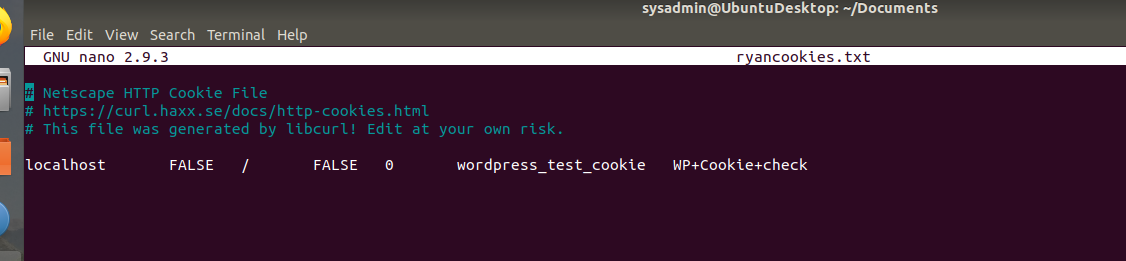 sysadmin@UbuntuDesktop: ~/Documents
File Edit View Search Terminal Help
GNU nano 2.9.3 ryancookies.txt
# Netscape HTTP Cookie File
# https://curl.haxx.se/docs/http-cookies.html
# This file was generated by libcurl! Edit at your own risk.
localhost FALSE / FALSE 0 wordpress_test_cookie WP+Cookie+check